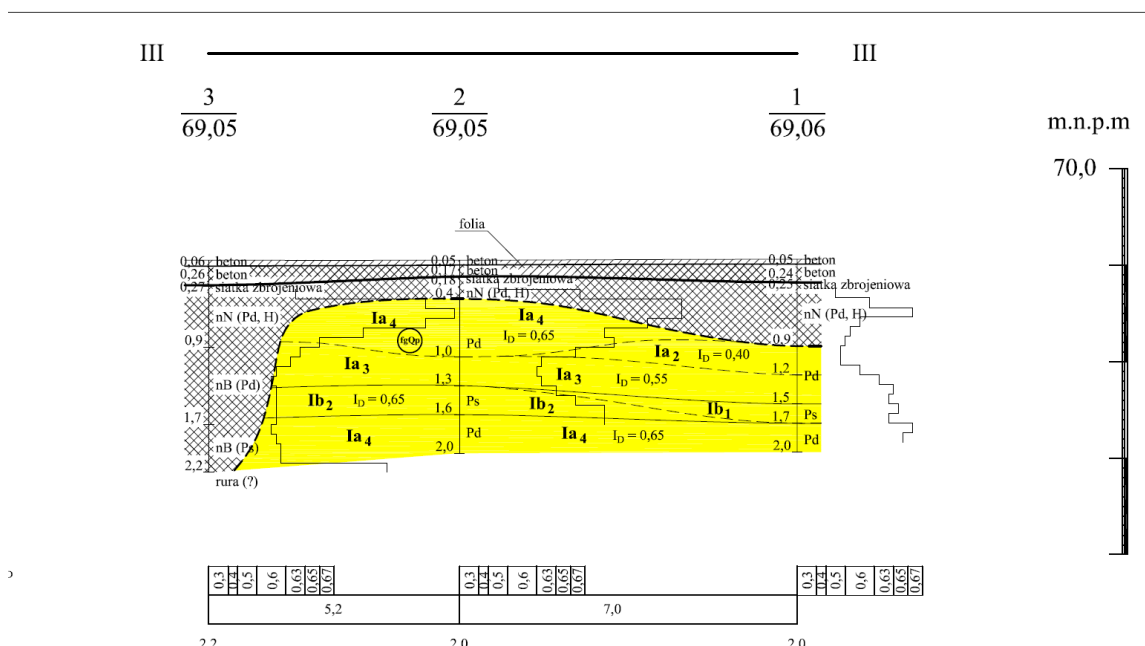 III III
3 2 1
69,05 69,05 69,06
m.n.p.m
70,0
folia
0,06 beton 0,05 beton 0,05 beton
0,26 beton 0,17 beton 0,24 beton
0,27 siatka zbrojeniowa 0,18 siatka zbrojeniowa 0,25 siatka zbrojeniowa
0,4 nN (Pd, H)
nN (Pd, H) Ia4 Ia4 nN (Pd, H)
fgQp Pd ID = 0,65
0,9 1,0 Ia2 ID = 0,40 0,9
Ia3 Ia3 ID = 0,55 1,2 Pd
nB (Pd) 1,3
Ib2 ID = 0,65 Ps Ib2 Ib1 1,5
1,7 1,6 1,7 Ps
Ia4 Pd Ia4 ID = 0,65 Pd
nB (Ps) 2,0 2,0
2,2
rura (?)
0,3 0,4 0,5 0,6 0,63 0,65 0,67 0,3 0,4 0,5 0,6 0,63 0,65 0,67 0,3 0,4 0,5 0,6 0,63 0,65 0,67
5,2 7,0
2,2 2,0 2,0